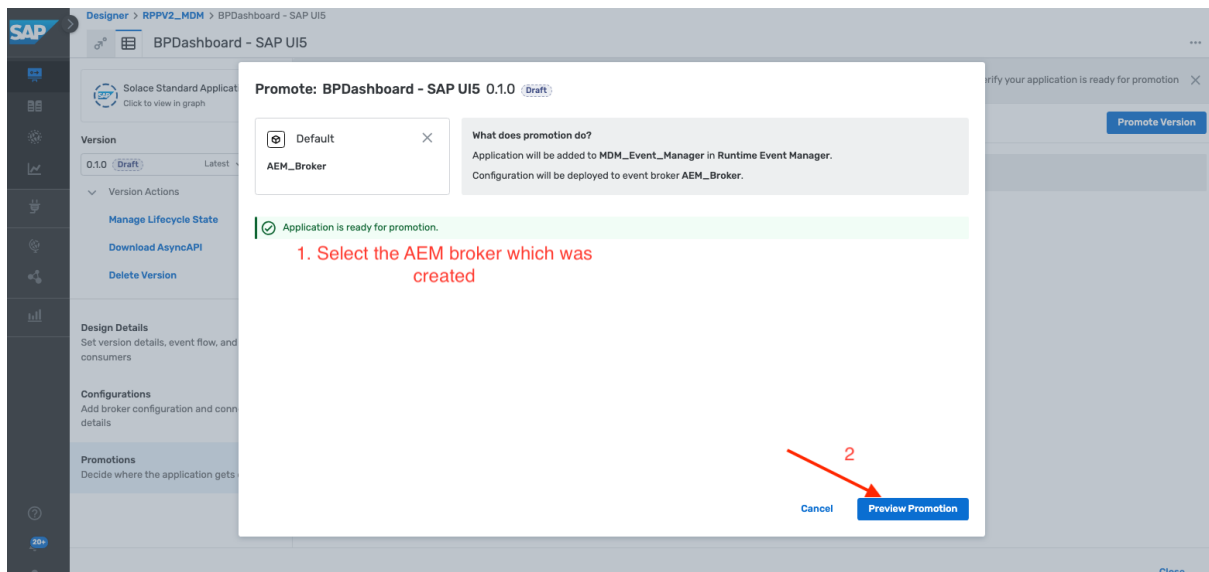 SAP
Designer > RPPV2_MDM > BPDashboard - SAP UI5
BPDashboard - SAP UI5
Solace Standard Applicat
Click to view in graph
Version
0.1.0 Draft Latest
Version Actions
Manage Lifecycle State
Download AsyncAPI
Delete Version
Design Details
Set version details, event flow, and
consumers
Configurations
Add broker configuration and conn
details
Promotions
Decide where the application gets
20+
Promote: BPDashboard - SAP UI5 0.1.0 Draft
Default
AEM_Broker
What does promotion do?
Application will be added to MDM_Event_Manager in Runtime Event Manager.
Configuration will be deployed to event broker AEM_Broker.
Application is ready for promotion.
1. Select the AEM broker which was
created
2
Cancel Preview Promotion
erify your application is ready for promotion
Promote Version
Close